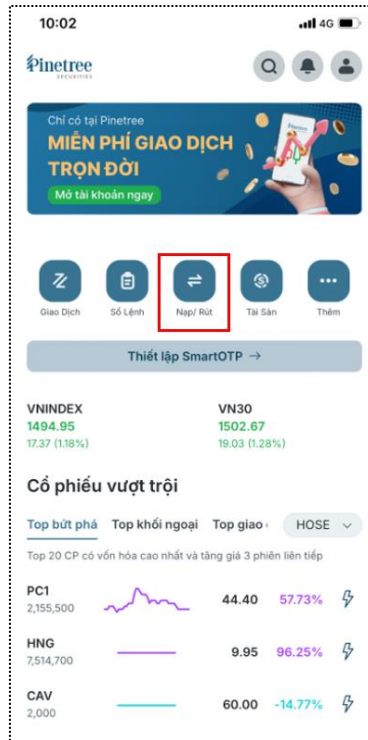 10:02
4G
Pinetree
SECURITIES
Chỉ có tại Pinetree
MIỄN PHÍ GIAO DỊCH
TRỌN ĐỜI
Mở tài khoản ngay
Giao Dịch Sổ Lệnh Nạp/ Rút Tài Sản Thêm
Thiết lập SmartOTP →
VNINDEX VN30
1494.95 1502.67
17.37 (1.18%) 19.03 (1.28%)
Cổ phiếu vượt trội
Top bứt phá Top khối ngoại Top giao HOSE
Top 20 CP có vốn hóa cao nhất và tăng giá 3 phiên liên tiếp
PC1
2,155,500 44.40 57.73%
HNG
7,514,700 9.95 96.25%
CAV
2,000 60.00 -14.77%